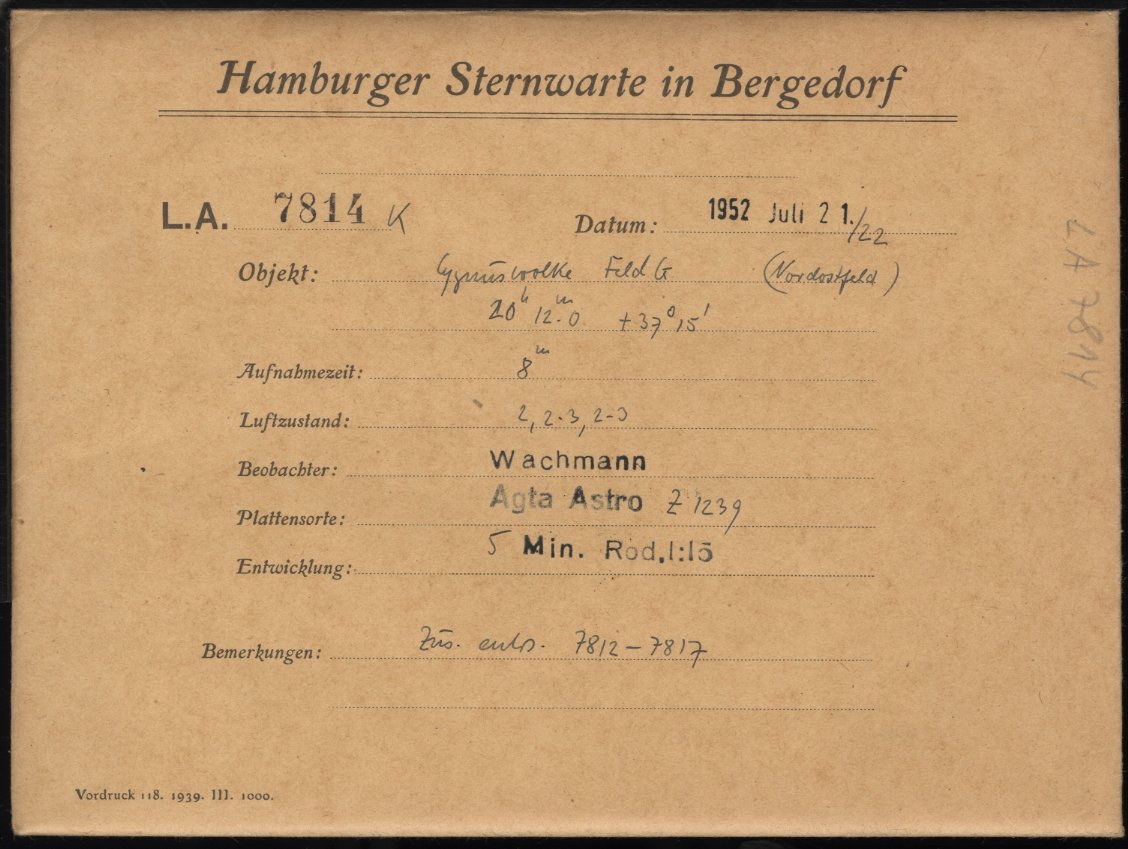 Hamburger Sternwarte in Bergedorf
L.A. 7814 K Datum: 1952 Juli 21./22
Objekt: Cygnuswolke Feld G (Nordostfeld)
20h 12m.0 +37° 15'
Aufnahmezeit: 8m
Luftzustand: 2, 2-3, 2-3
Beobachter: Wachmann
Plattensorte: Agfa Astro Z 1239
Entwicklung: 5 Min. Rod. 1:15
Bemerkungen: Zus. entw. 7812 – 7817
Vordruck 118. 1939. III. 1000.
LA 7814